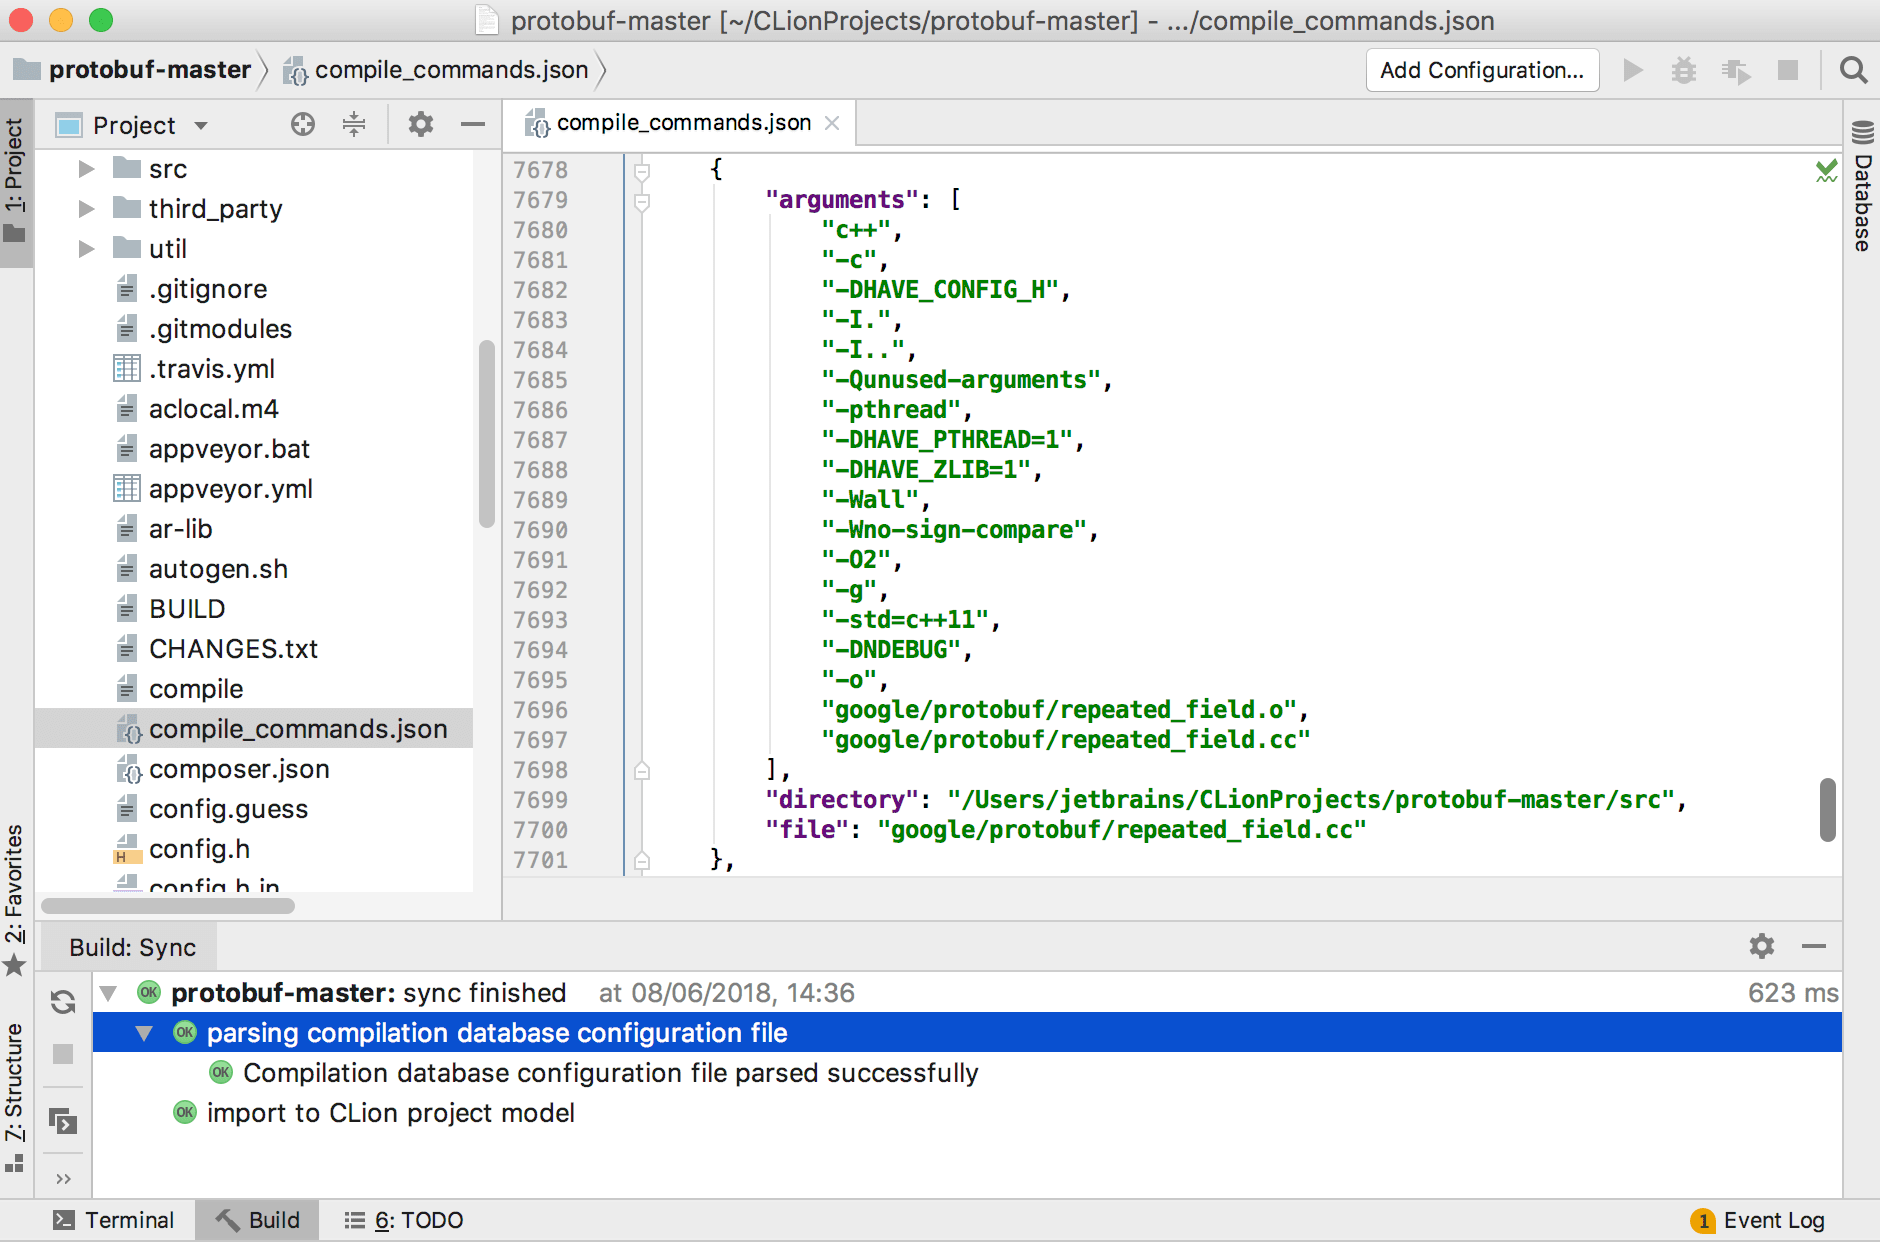 protobuf-master [~/CLionProjects/protobuf-master] - .../compile_commands.json
protobuf-master compile_commands.json Add Configuration...
1: Project
Project
compile_commands.json
Database
src
third_party
util
.gitignore
.gitmodules
.travis.yml
aclocal.m4
appveyor.bat
appveyor.yml
ar-lib
autogen.sh
BUILD
CHANGES.txt
compile
compile_commands.json
composer.json
config.guess
config.h
config.h.in
7678 {
7679 "arguments": [
7680 "c++",
7681 "-c",
7682 "-DHAVE_CONFIG_H",
7683 "-I.",
7684 "-I..",
7685 "-Qunused-arguments",
7686 "-pthread",
7687 "-DHAVE_PTHREAD=1",
7688 "-DHAVE_ZLIB=1",
7689 "-Wall",
7690 "-Wno-sign-compare",
7691 "-O2",
7692 "-g",
7693 "-std=c++11",
7694 "-DNDEBUG",
7695 "-o",
7696 "google/protobuf/repeated_field.o",
7697 "google/protobuf/repeated_field.cc"
7698 ],
7699 "directory": "/Users/jetbrains/CLionProjects/protobuf-master/src",
7700 "file": "google/protobuf/repeated_field.cc"
7701 },
2: Favorites
Z: Structure
Build: Sync
OK protobuf-master: sync finished at 08/06/2018, 14:36 623 ms
OK parsing compilation database configuration file
OK Compilation database configuration file parsed successfully
OK import to CLion project model
Terminal Build 6: TODO 1 Event Log